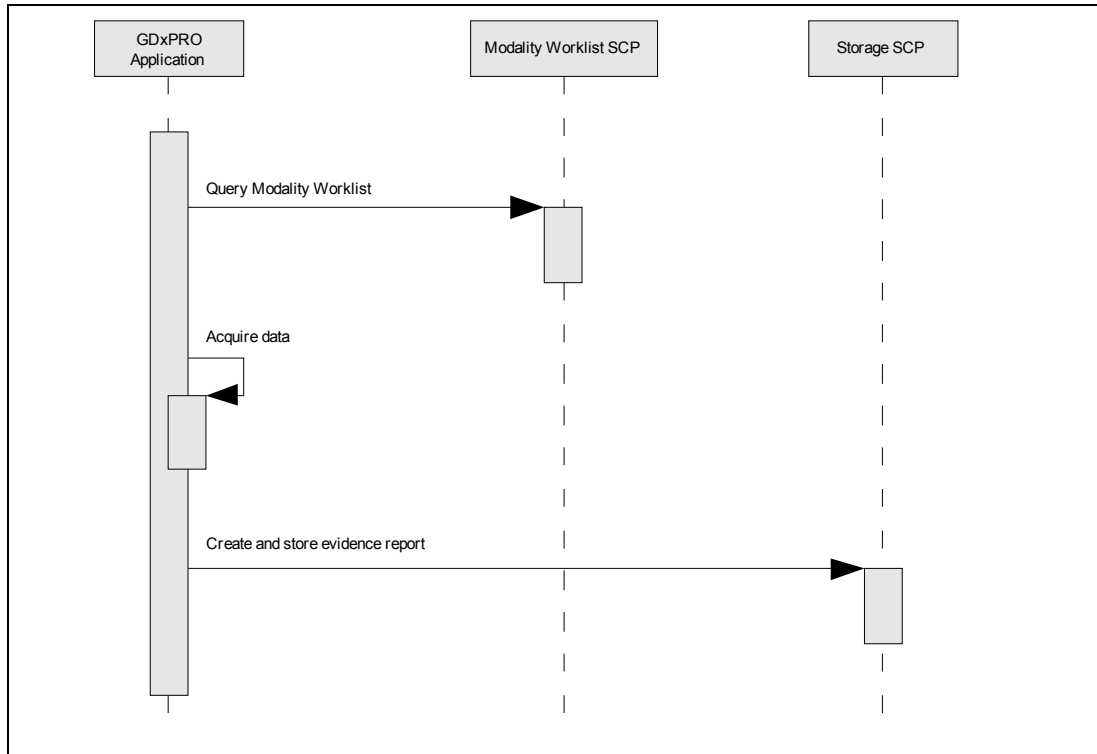 GDxPRO
Application
Modality Worklist SCP
Storage SCP
Query Modality Worklist
Acquire data
Create and store evidence report